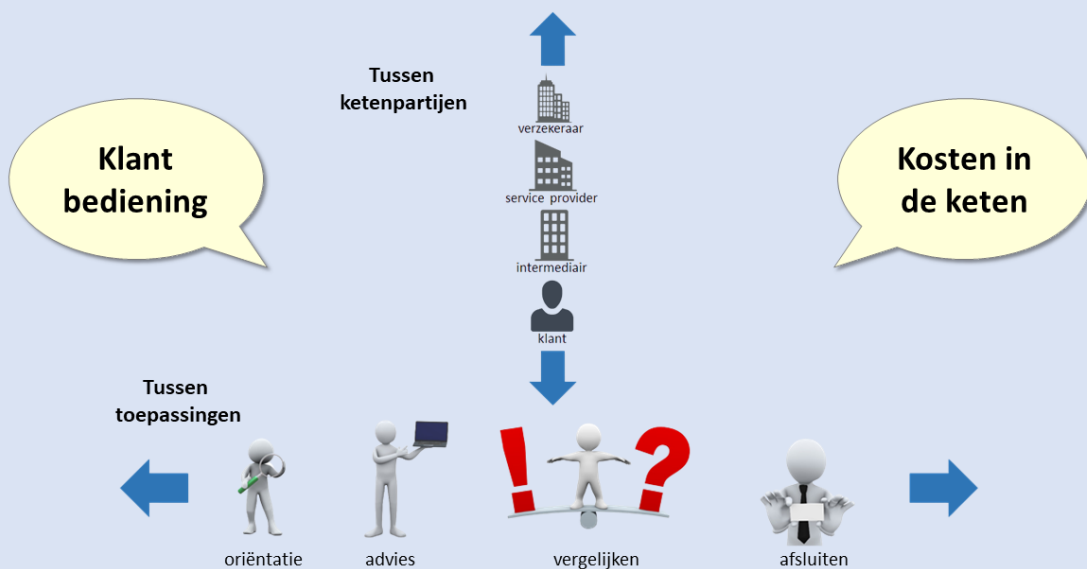 Tussen
ketenpartijen
Klant
bediening
verzekeraar
service provider
intermediair
klant
Kosten in
de keten
Tussen
toepassingen
! ?
oriëntatie
advies
vergelijken
afsluiten